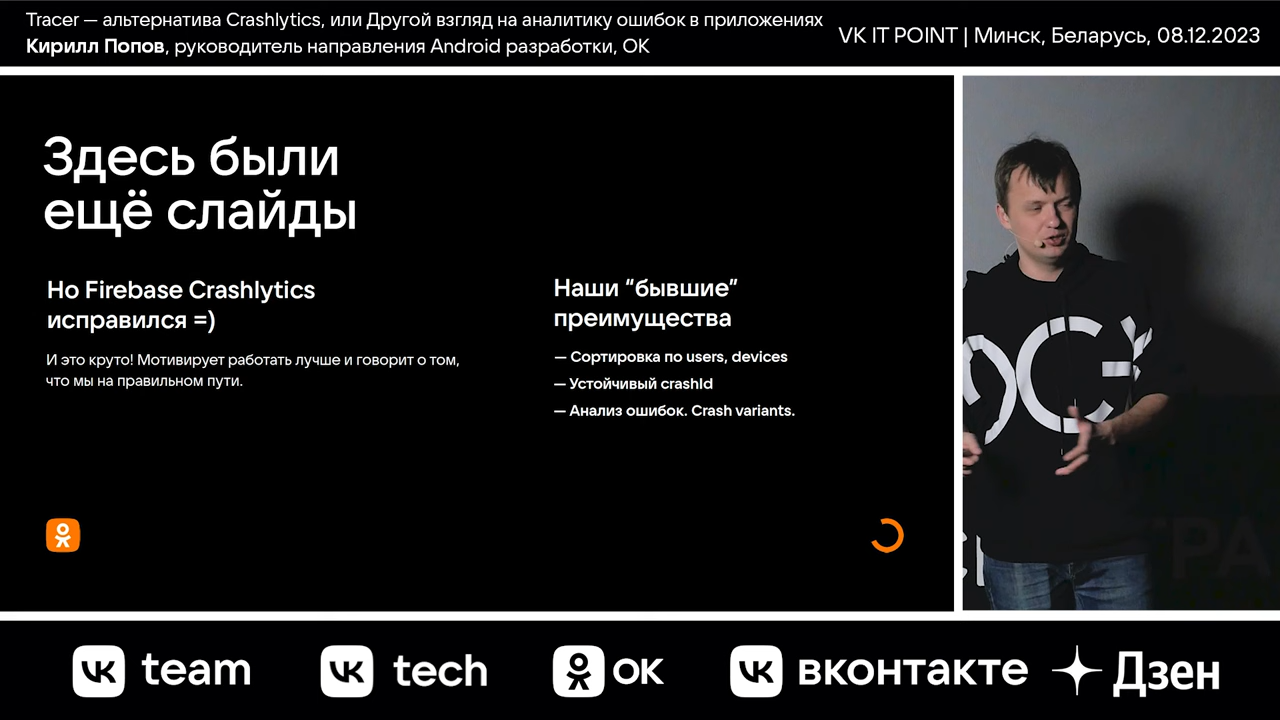 Tracer — альтернатива Crashlytics, или Другой взгляд на аналитику ошибок в приложениях
Кирилл Попов, руководитель направления Android разработки, ОК
VK IT POINT | Минск, Беларусь, 08.12.2023
Здесь были
ещё слайды
Но Firebase Crashlytics
исправился =)
И это круто! Мотивирует работать лучше и говорит о том,
что мы на правильном пути.
Наши “бывшие”
преимущества
— Сортировка по users, devices
— Устойчивый crashId
— Анализ ошибок. Crash variants.
РА
team
tech
ОК
вконтакте
Дзен